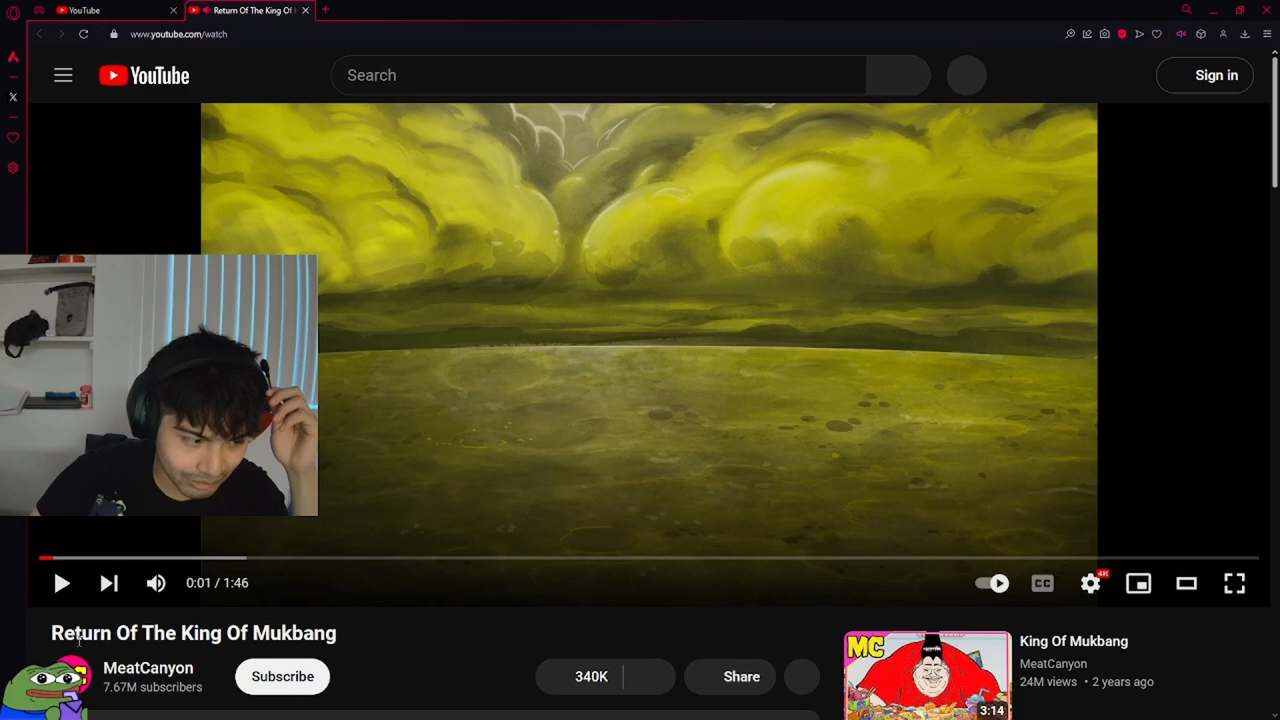 YouTube
Return Of The King Of
www.youtube.com/watch
YouTube
Search
Sign in
0:01 / 1:46
CC
4K
Return Of The King Of Mukbang
MeatCanyon
7.67M subscribers
Subscribe
340K
Share
MC
3:14
King Of Mukbang
MeatCanyon
24M views • 2 years ago